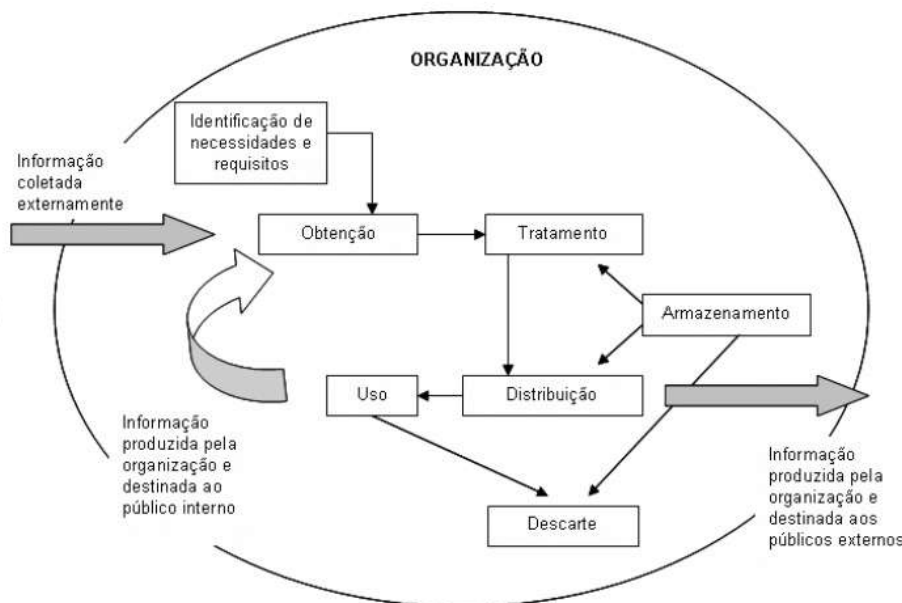 ORGANIZAÇÃO
Identificação de
necessidades e
requisitos
Informação
coletada
externamente
Obtenção
Tratamento
Armazenamento
Uso
Distribuição
Informação
produzida pela
organização e
destinada ao
público interno
Informação
produzida pela
organização e
destinada aos
públicos externos
Descarte